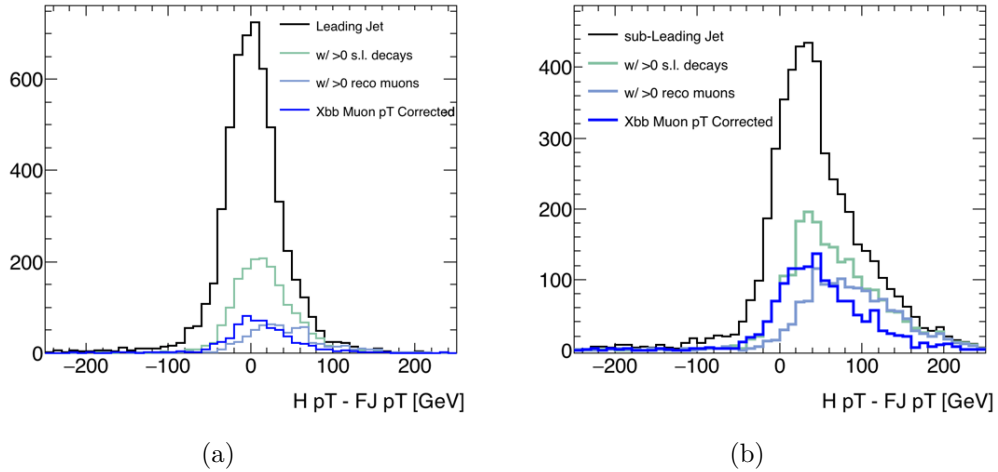 Leading Jet
w/ >0 s.l. decays
w/ >0 reco muons
Xbb Muon pT Corrected
600
400
200
0
−200 −100 0 100 200
H pT - FJ pT [GeV]
(a)
sub-Leading Jet
w/ >0 s.l. decays
w/ >0 reco muons
Xbb Muon pT Corrected
400
300
200
100
0
−200 −100 0 100 200
H pT - FJ pT [GeV]
(b)